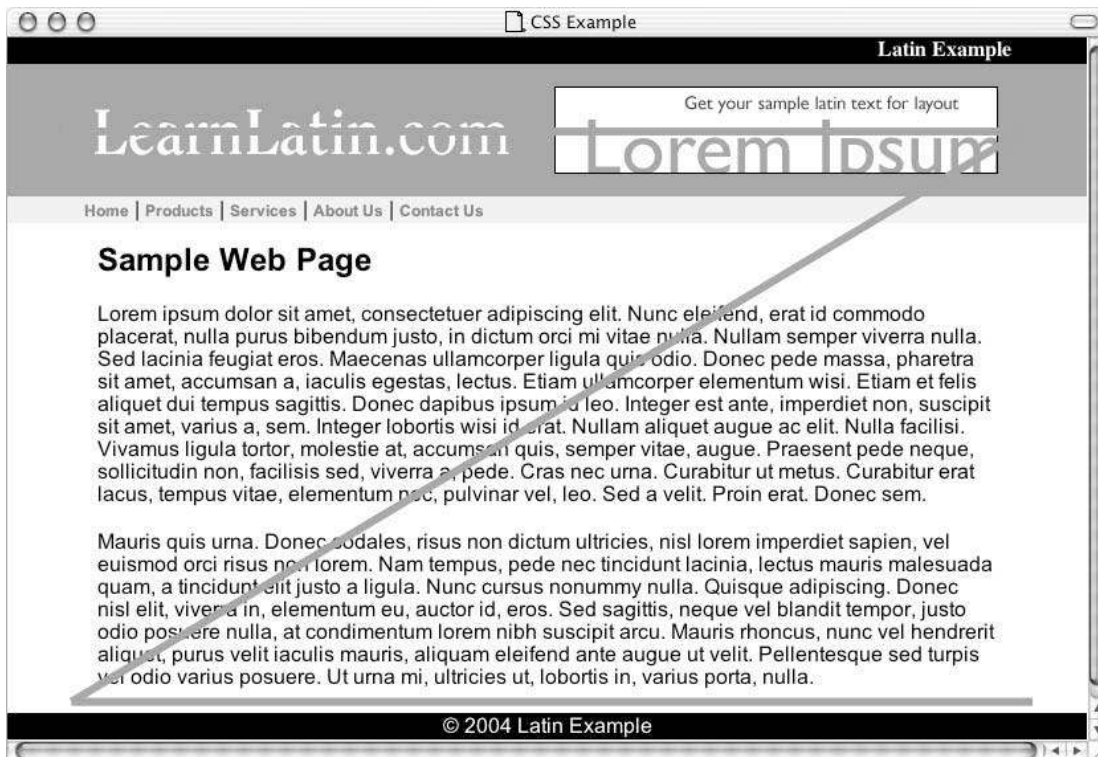 CSS Example
Latin Example
LearnLatin.com
Get your sample latin text for layout
Lorem Ipsum
Home | Products | Services | About Us | Contact Us
Sample Web Page
Lorem ipsum dolor sit amet, consectetuer adipiscing elit. Nunc eleifend, erat id commodo
placerat, nulla purus bibendum justo, in dictum orci mi vitae nulla. Nullam semper viverra nulla.
Sed lacinia feugiat eros. Maecenas ullamcorper ligula quis odio. Donec pede massa, pharetra
sit amet, accumsan a, iaculis egestas, lectus. Etiam ullamcorper elementum wisi. Etiam et felis
aliquet dui tempus sagittis. Donec dapibus ipsum id leo. Integer est ante, imperdiet non, suscipit
sit amet, varius a, sem. Integer lobortis wisi id erat. Nullam aliquet augue ac elit. Nulla facilisi.
Vivamus ligula tortor, molestie at, accumsan quis, semper vitae, augue. Praesent pede neque,
sollicitudin non, facilisis sed, viverra a, pede. Cras nec urna. Curabitur ut metus. Curabitur erat
lacus, tempus vitae, elementum nec, pulvinar vel, leo. Sed a velit. Proin erat. Donec sem.
Mauris quis urna. Donec sodales, risus non dictum ultricies, nisl lorem imperdiet sapien, vel
euismod orci risus non lorem. Nam tempus, pede nec tincidunt lacinia, lectus mauris malesuada
quam, a tincidunt elit justo a ligula. Nunc cursus nonummy nulla. Quisque adipiscing. Donec
nisl elit, viverra in, elementum eu, auctor id, eros. Sed sagittis, neque vel blandit tempor, justo
odio posuere nulla, at condimentum lorem nibh suscipit arcu. Mauris rhoncus, nunc vel hendrerit
aliquet, purus velit iaculis mauris, aliquam eleifend ante augue ut velit. Pellentesque sed turpis
vel odio varius posuere. Ut urna mi, ultricies ut, lobortis in, varius porta, nulla.
© 2004 Latin Example